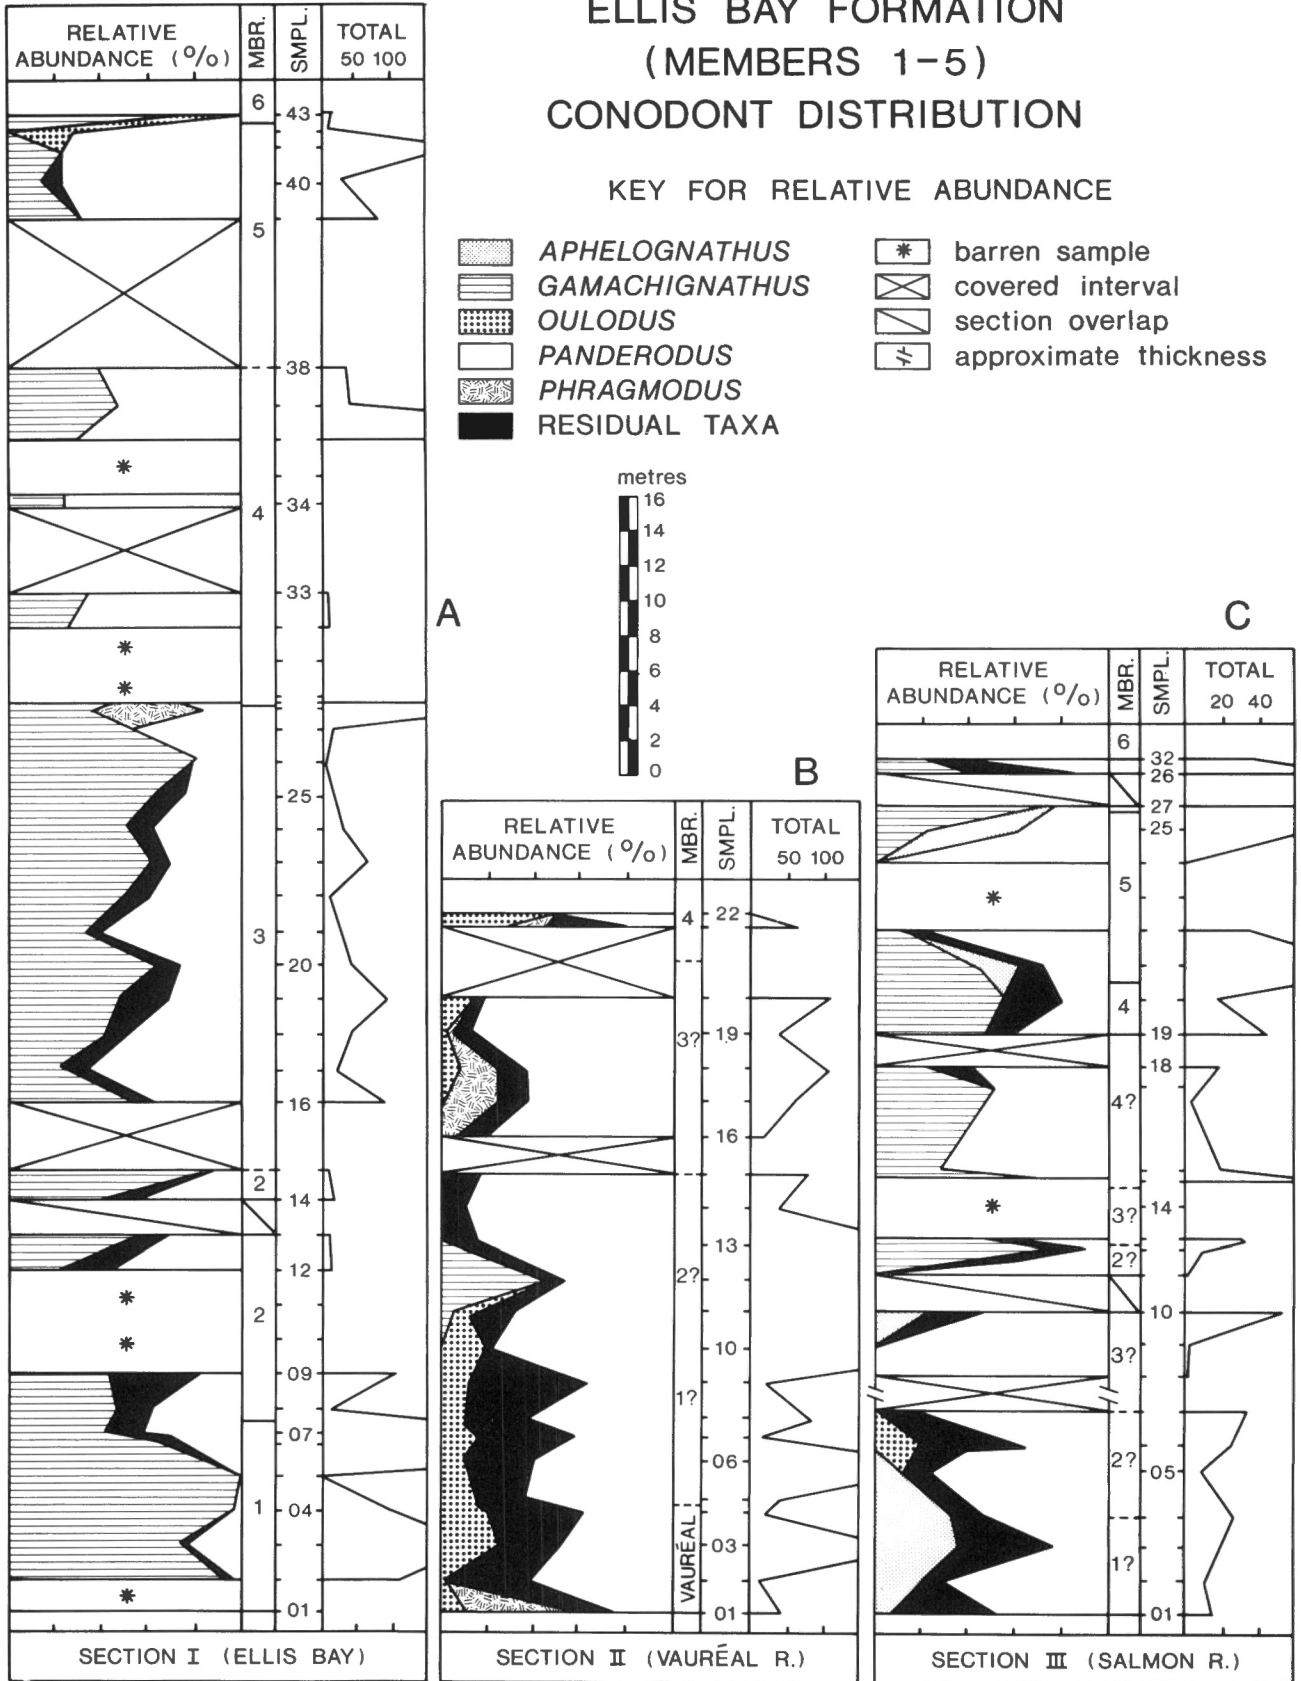 ELLIS BAY FORMATION
(MEMBERS 1-5)
CONODONT DISTRIBUTION
KEY FOR RELATIVE ABUNDANCE
APHELOGNATHUS
GAMACHIGNATHUS
OULODUS
PANDERODUS
PHRAGMODUS
RESIDUAL TAXA
* barren sample
covered interval
section overlap
approximate thickness
metres
16
14
12
10
8
6
4
2
0
A
RELATIVE ABUNDANCE (%)
MBR.
SMPL.
TOTAL
50 100
6
5
4
3
2
2
1
43
40
38
34
33
25
20
16
14
12
09
07
04
01
*
*
*
*
*
*
SECTION I (ELLIS BAY)
B
RELATIVE ABUNDANCE (%)
MBR.
SMPL.
TOTAL
50 100
4
3?
2?
1?
VAURÉAL
22
19
16
13
10
06
03
01
SECTION II (VAURÉAL R.)
C
RELATIVE ABUNDANCE (%)
MBR.
SMPL.
TOTAL
20 40
6
5
4
4?
3?
2?
3?
2?
1?
32
26
27
25
19
18
14
10
05
01
*
*
SECTION III (SALMON R.)